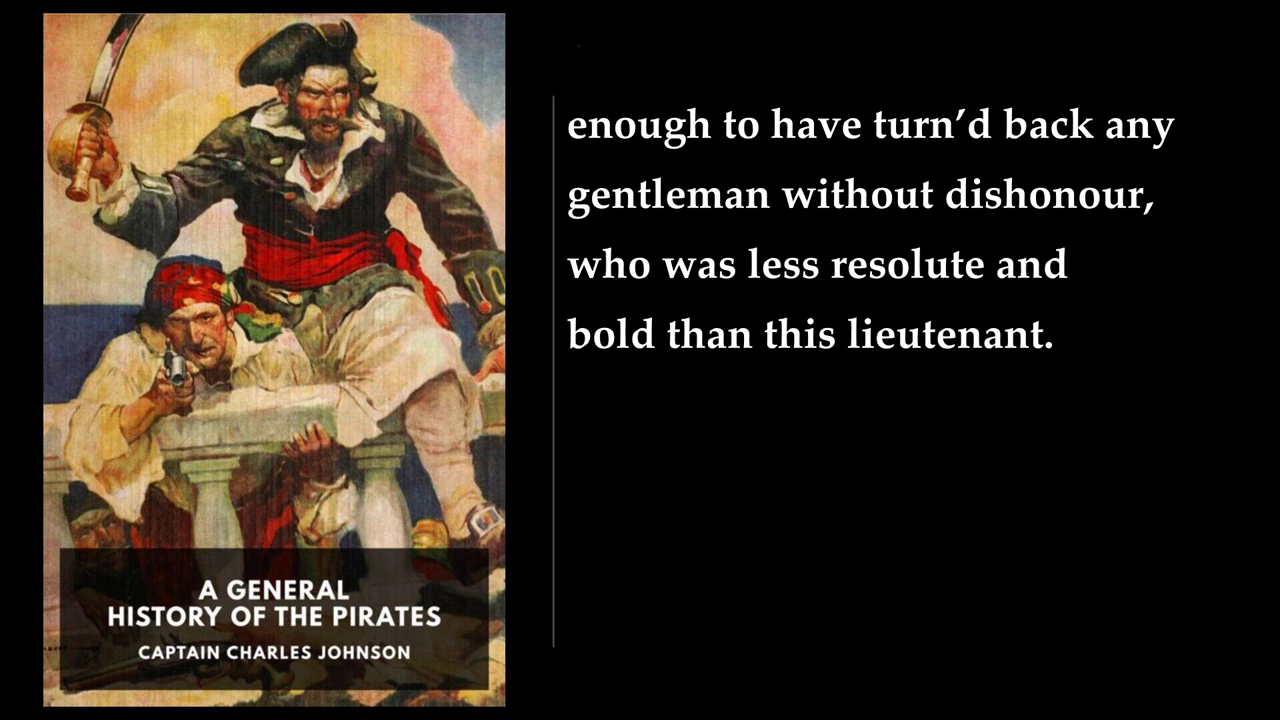 enough to have turn’d back any
gentleman without dishonour,
who was less resolute and
bold than this lieutenant.
A GENERAL
HISTORY OF THE PIRATES
CAPTAIN CHARLES JOHNSON